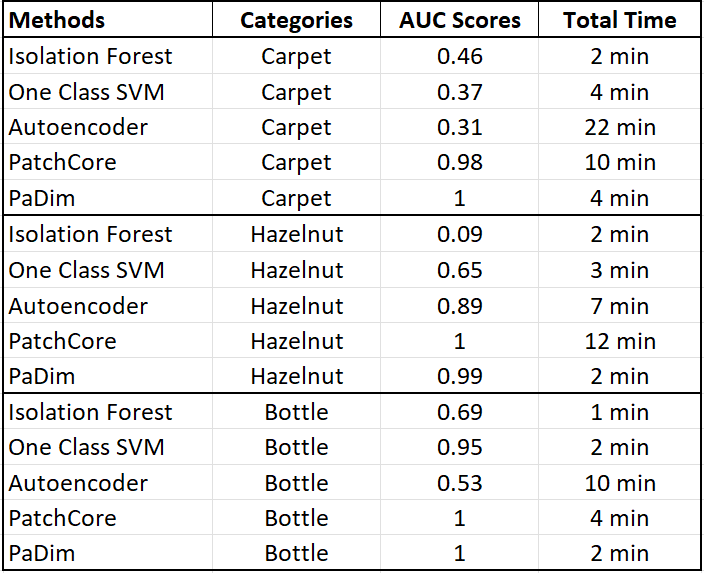 Methods Categories AUC Scores Total Time
Isolation Forest Carpet 0.46 2 min
One Class SVM Carpet 0.37 4 min
Autoencoder Carpet 0.31 22 min
PatchCore Carpet 0.98 10 min
PaDim Carpet 1 4 min
Isolation Forest Hazelnut 0.09 2 min
One Class SVM Hazelnut 0.65 3 min
Autoencoder Hazelnut 0.89 7 min
PatchCore Hazelnut 1 12 min
PaDim Hazelnut 0.99 2 min
Isolation Forest Bottle 0.69 1 min
One Class SVM Bottle 0.95 2 min
Autoencoder Bottle 0.53 10 min
PatchCore Bottle 1 4 min
PaDim Bottle 1 2 min